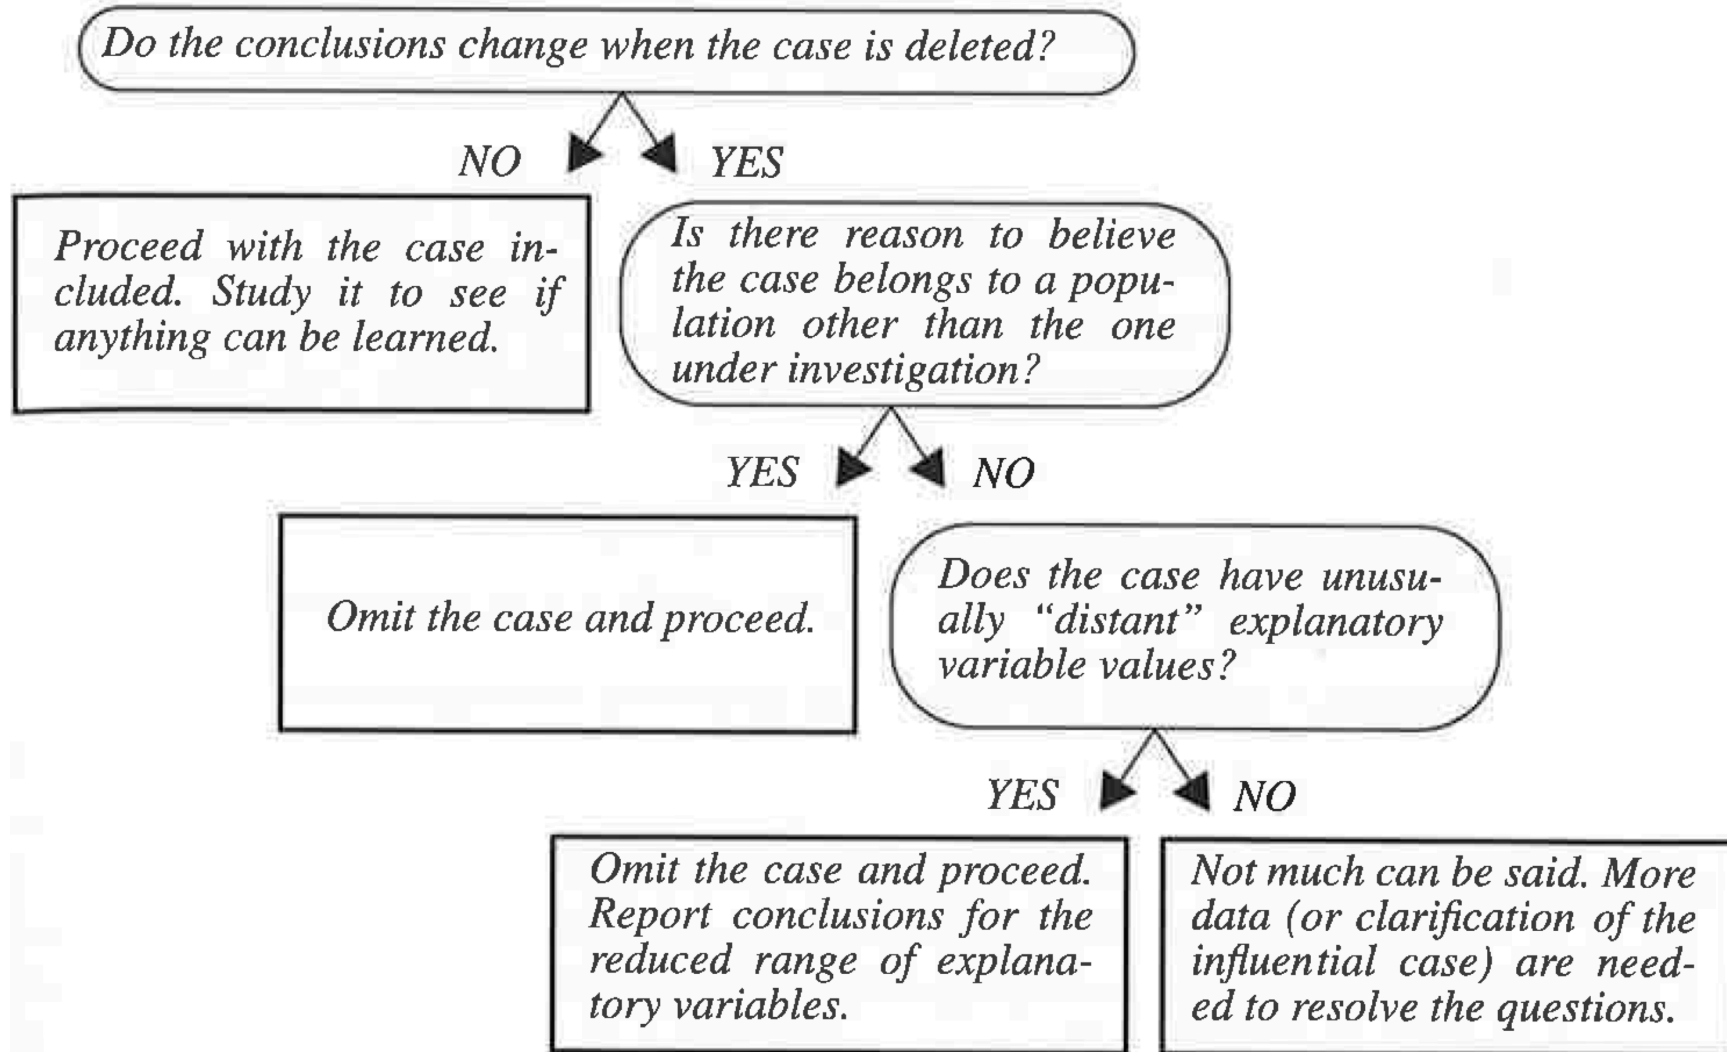 Do the conclusions change when the case is deleted?
NO
YES
Proceed with the case in-
cluded. Study it to see if
anything can be learned.
Is there reason to believe
the case belongs to a popu-
lation other than the one
under investigation?
YES
NO
Omit the case and proceed.
Does the case have unusu-
ally “distant” explanatory
variable values?
YES
NO
Omit the case and proceed.
Report conclusions for the
reduced range of explana-
tory variables.
Not much can be said. More
data (or clarification of the
influential case) are need-
ed to resolve the questions.